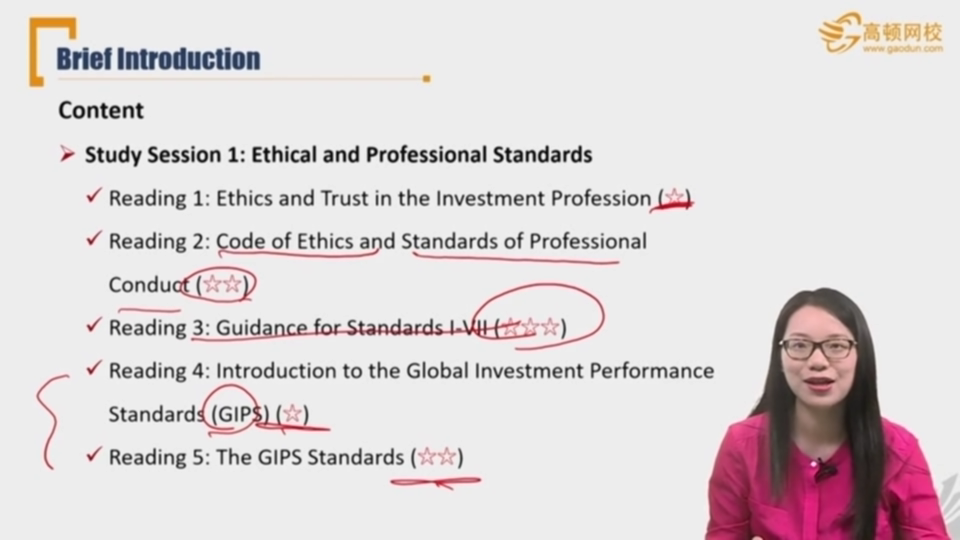 Brief Introduction
高顿网校
www.gaodun.com
Content
Study Session 1: Ethical and Professional Standards
Reading 1: Ethics and Trust in the Investment Profession (☆)
Reading 2: Code of Ethics and Standards of Professional
Conduct (☆☆)
Reading 3: Guidance for Standards I-VII (☆☆☆)
Reading 4: Introduction to the Global Investment Performance
Standards (GIPS) (☆)
Reading 5: The GIPS Standards (☆☆)